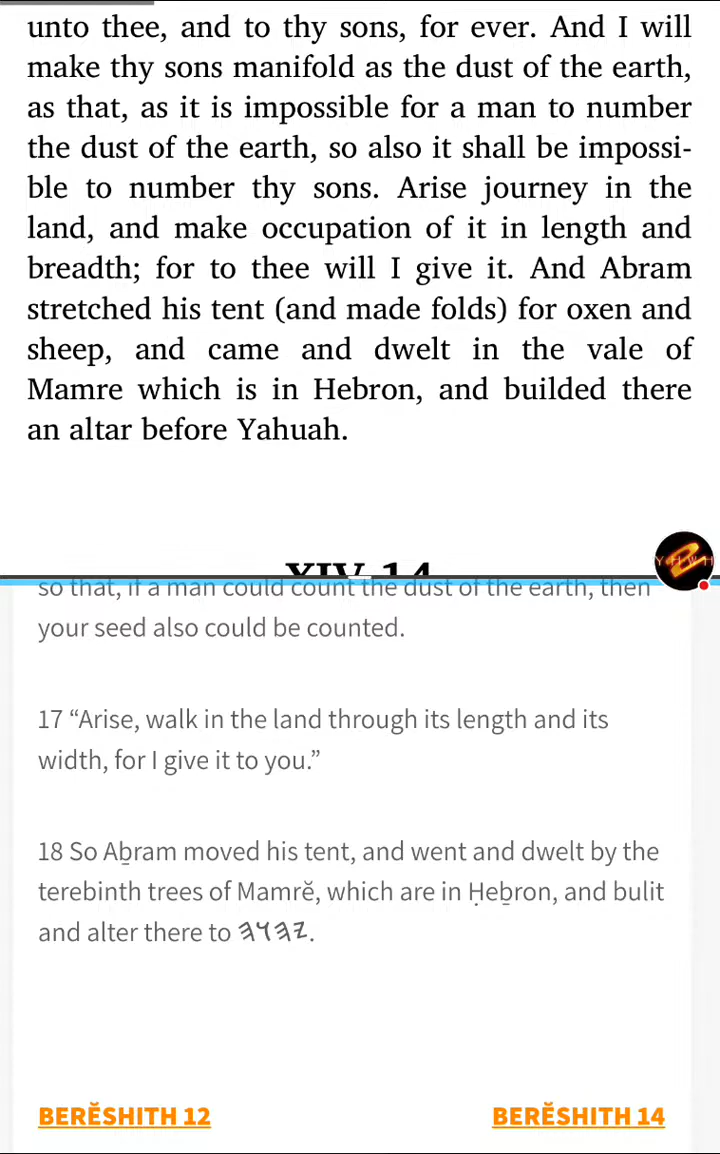 unto thee, and to thy sons, for ever. And I will
make thy sons manifold as the dust of the earth,
as that, as it is impossible for a man to number
the dust of the earth, so also it shall be impossi-
ble to number thy sons. Arise journey in the
land, and make occupation of it in length and
breadth; for to thee will I give it. And Abram
stretched his tent (and made folds) for oxen and
sheep, and came and dwelt in the vale of
Mamre which is in Hebron, and builded there
an altar before Yahuah.
XIV 14
Y H W H
so that, if a man could count the dust of the earth, then
your seed also could be counted.
17 “Arise, walk in the land through its length and its
width, for I give it to you.”
18 So Aḇram moved his tent, and went and dwelt by the
terebinth trees of Mamrĕ, which are in Ḥeḇron, and bulit
and alter there to 𐤉𐤄𐤅𐤄.
BERĔSHITH 12
BERĔSHITH 14